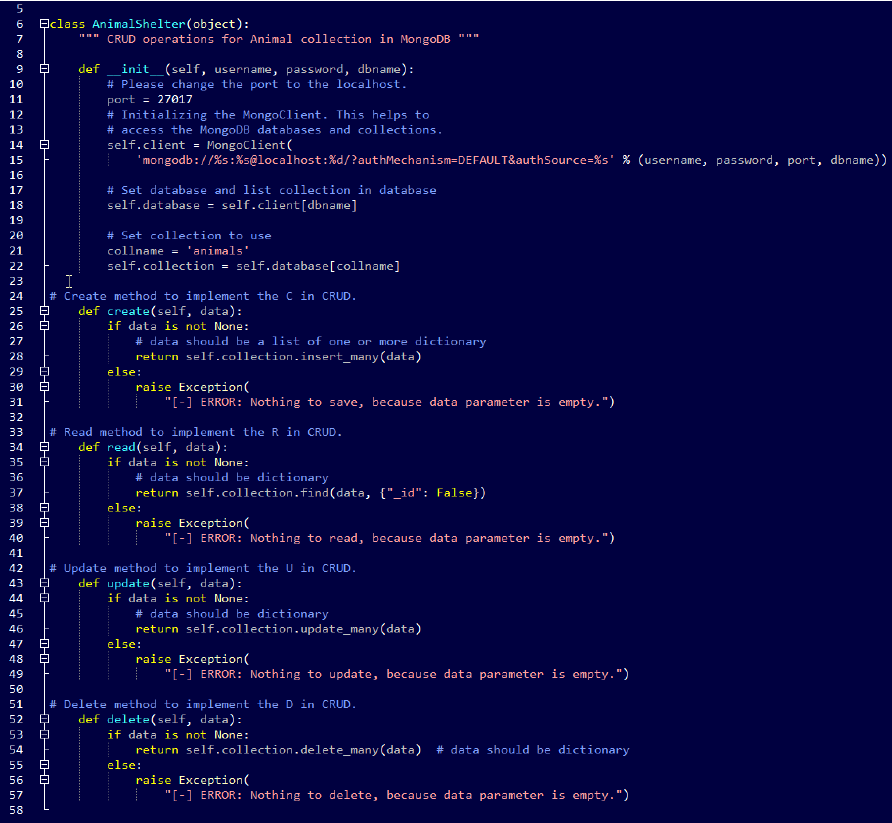 5
6 class AnimalShelter(object):
7 """ CRUD operations for Animal collection in MongoDB """
8
9 def __init__(self, username, password, dbname):
10 # Please change the port to the localhost.
11 port = 27017
12 # Initializing the MongoClient. This helps to
13 # access the MongoDB databases and collections.
14 self.client = MongoClient(
15 'mongodb://%s:%s@localhost:%d/?authMechanism=DEFAULT&authSource=%s' % (username, password, port, dbname))
16
17 # Set database and list collection in database
18 self.database = self.client[dbname]
19
20 # Set collection to use
21 collname = 'animals'
22 self.collection = self.database[collname]
23
24 # Create method to implement the C in CRUD.
25 def create(self, data):
26 if data is not None:
27 # data should be a list of one or more dictionary
28 return self.collection.insert_many(data)
29 else:
30 raise Exception(
31 "[-] ERROR: Nothing to save, because data parameter is empty.")
32
33 # Read method to implement the R in CRUD.
34 def read(self, data):
35 if data is not None:
36 # data should be dictionary
37 return self.collection.find(data, {"_id": False})
38 else:
39 raise Exception(
40 "[-] ERROR: Nothing to read, because data parameter is empty.")
41
42 # Update method to implement the U in CRUD.
43 def update(self, data):
44 if data is not None:
45 # data should be dictionary
46 return self.collection.update_many(data)
47 else:
48 raise Exception(
49 "[-] ERROR: Nothing to update, because data parameter is empty.")
50
51 # Delete method to implement the D in CRUD.
52 def delete(self, data):
53 if data is not None:
54 return self.collection.delete_many(data) # data should be dictionary
55 else:
56 raise Exception(
57 "[-] ERROR: Nothing to delete, because data parameter is empty.")
58